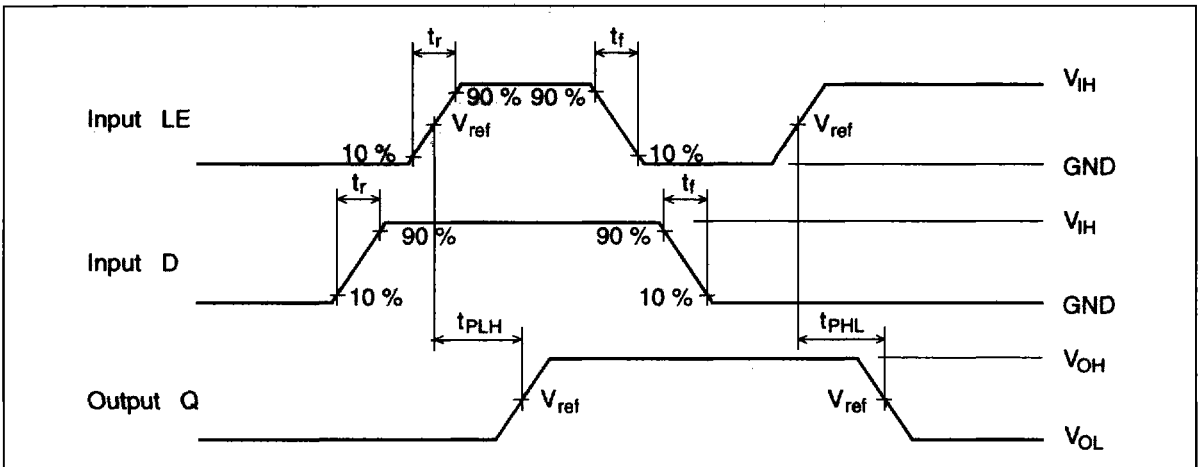 tr tf
VIH
90 % 90 %
Input LE
Vref Vref
10 % 10 %
GND
tr tf
VIH
90 % 90 %
Input D
10 % 10 %
GND
tPLH tPHL
VOH
Output Q
Vref Vref
VOL